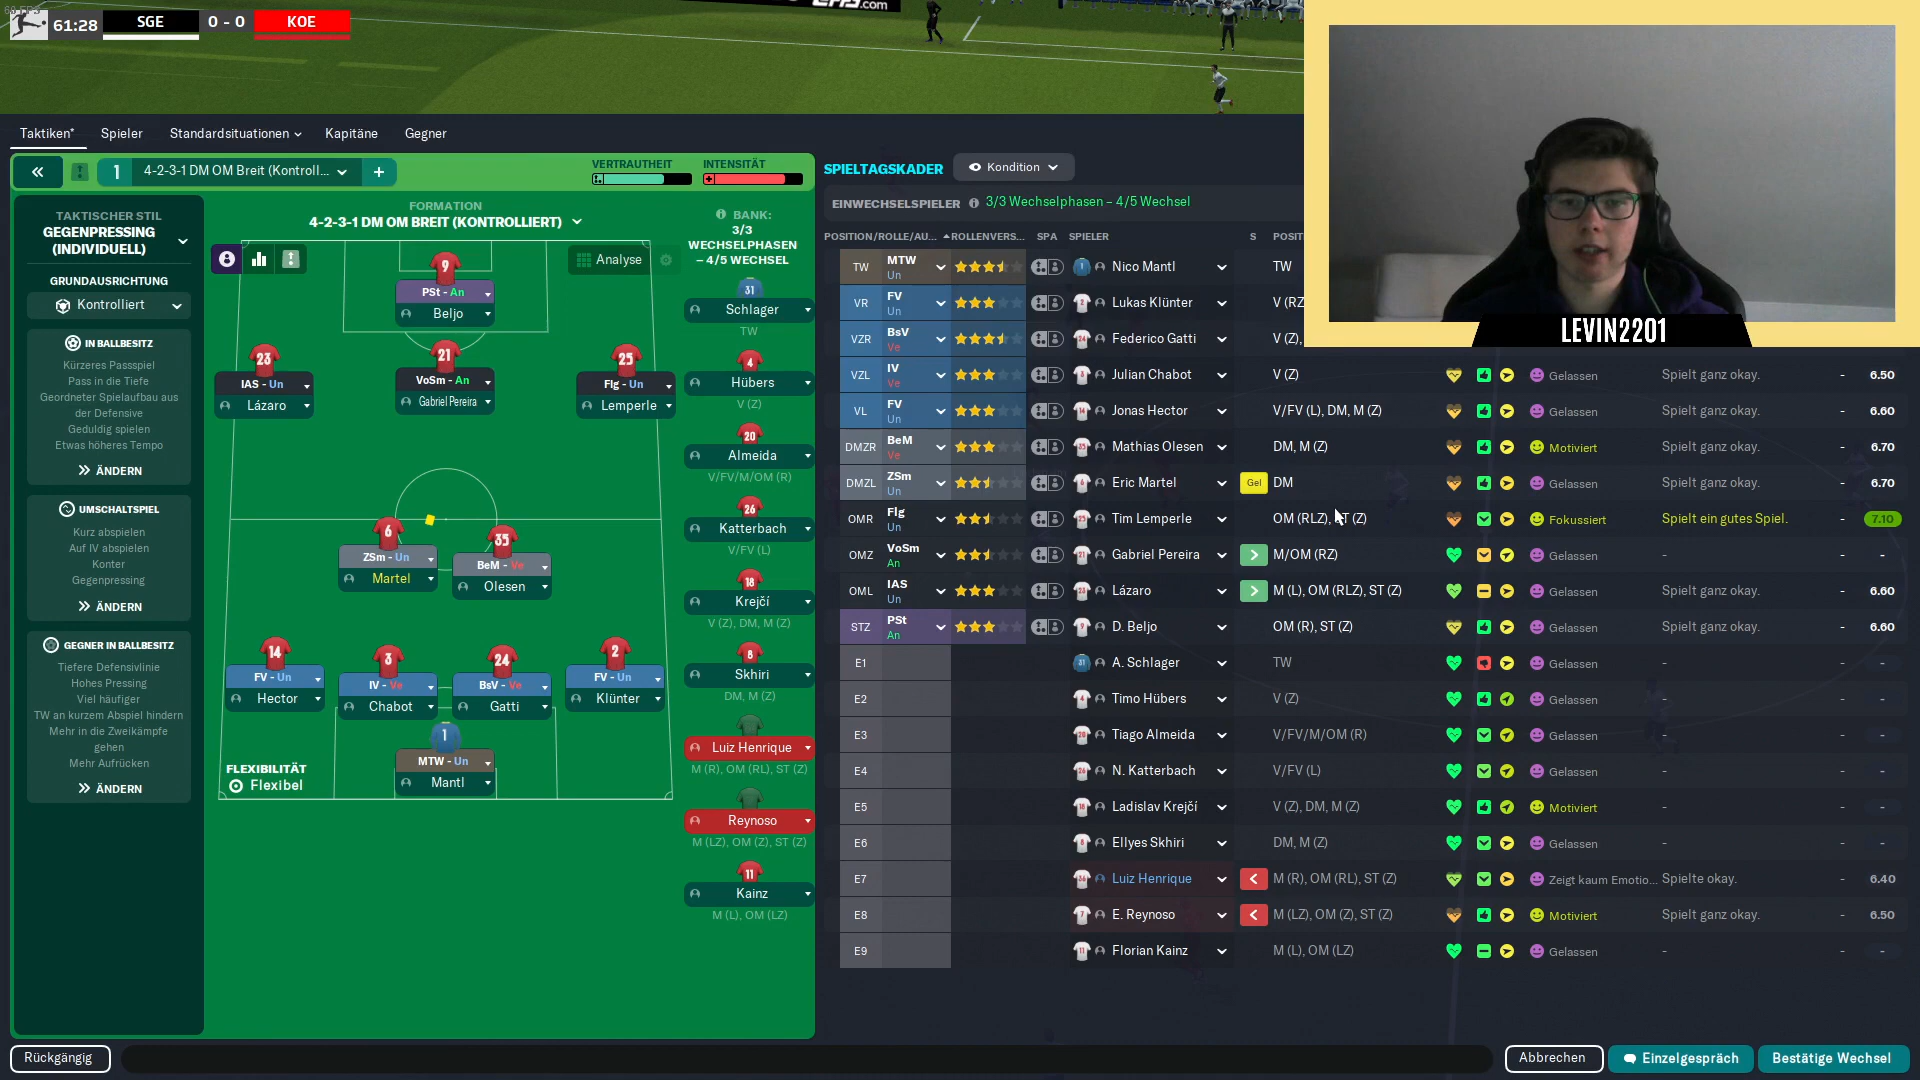 61:28 SGE 0 - 0 KOE
Taktiken* Spieler Standardsituationen Kapitäne Gegner
1 4-2-3-1 DM OM Breit (Kontroll... +
VERTRAUTHEIT INTENSITÄT
TAKTISCHER STIL
GEGENPRESSING
(INDIVIDUELL)
GRUNDAUSRICHTUNG
Kontrolliert
IN BALLBESITZ
Kürzeres Passspiel
Pass in die Tiefe
Geordneter Spielaufbau aus
der Defensive
Geduldig spielen
Etwas höheres Tempo
ÄNDERN
UMSCHALTSPIEL
Kurz abspielen
Auf IV abspielen
Konter
Gegenpressing
ÄNDERN
GEGNER IN BALLBESITZ
Tiefere Defensivlinie
Hohes Pressing
Viel häufiger
TW an kurzem Abspiel hindern
Mehr in die Zweikämpfe
gehen
Mehr Aufrücken
ÄNDERN
FORMATION
4-2-3-1 DM OM BREIT (KONTROLLIERT)
Analyse
9
PSt - An
Beljo
23
IAS - Un
Lázaro
21
VoSm - An
Gabriel Pereira
25
Flg - Un
Lemperle
6
ZSm - Un
Martel
35
BeM - Ve
Olesen
14
FV - Un
Hector
3
IV - Ve
Chabot
24
BsV - Ve
Gatti
2
FV - Un
Klünter
1
MTW - Un
Mantl
FLEXIBILITÄT
Flexibel
BANK:
3/3
WECHSELPHASEN
– 4/5 WECHSEL
31
Schlager
TW
4
Hübers
V (Z)
20
Almeida
V/FV/M/OM (R)
26
Katterbach
V/FV (L)
18
Krejčí
V (Z), DM, M (Z)
8
Skhiri
DM, M (Z)
Luiz Henrique
M (R), OM (RL), ST (Z)
Reynoso
M (LZ), OM (Z), ST (Z)
11
Kainz
M (L), OM (LZ)
SPIELTAGSKADER Kondition
EINWECHSELSPIELER 3/3 Wechselphasen – 4/5 Wechsel
POSITION/ROLLE/AU... ROLLENVERS... SPA SPIELER S POSITI
TW MTW Un Nico Mantl TW
VR FV Un Lukas Klünter V (RZ
VZR BsV Ve Federico Gatti V (Z),
VZL IV Ve Julian Chabot V (Z) Gelassen Spielt ganz okay. - 6.50
VL FV Un Jonas Hector V/FV (L), DM, M (Z) Gelassen Spielt ganz okay. - 6.60
DMZR BeM Ve Mathias Olesen DM, M (Z) Motiviert Spielt ganz okay. - 6.70
DMZL ZSm Un Eric Martel Gel DM Gelassen Spielt ganz okay. - 6.70
OMR Flg Un Tim Lemperle OM (RLZ), ST (Z) Fokussiert Spielt ein gutes Spiel. - 7.10
OMZ VoSm An Gabriel Pereira M/OM (RZ) Gelassen - - -
OML IAS Un Lázaro M (L), OM (RLZ), ST (Z) Gelassen Spielt ganz okay. - 6.60
STZ PSt An D. Beljo OM (R), ST (Z) Gelassen Spielt ganz okay. - 6.60
E1 A. Schlager TW Gelassen - - -
E2 Timo Hübers V (Z) Gelassen - - -
E3 Tiago Almeida V/FV/M/OM (R) Gelassen - - -
E4 N. Katterbach V/FV (L) Gelassen - - -
E5 Ladislav Krejčí V (Z), DM, M (Z) Motiviert - - -
E6 Ellyes Skhiri DM, M (Z) Gelassen - - -
E7 Luiz Henrique M (R), OM (RL), ST (Z) Zeigt kaum Emotio... Spielte okay. - 6.40
E8 E. Reynoso M (LZ), OM (Z), ST (Z) Motiviert Spielt ganz okay. - 6.50
E9 Florian Kainz M (L), OM (LZ) Gelassen - - -
LEVIN2201
Rückgängig Abbrechen Einzelgespräch Bestätige Wechsel